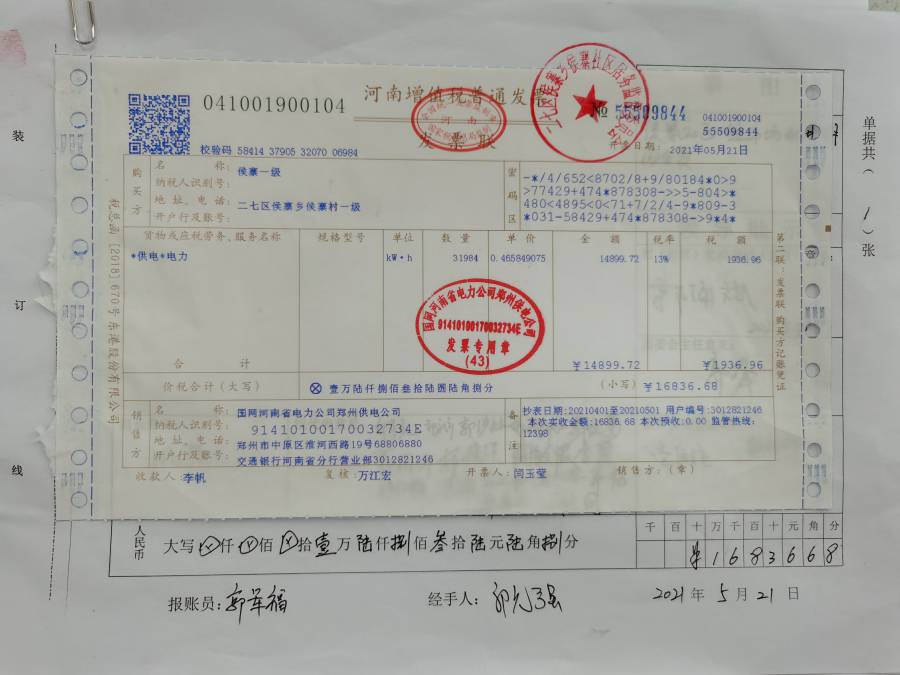 041001900104
河南增值税普通发票
发票联
№ 55509844
041001900104
55509844
校验码 58414 37905 32070 06984
开票日期: 2021年05月21日
购买方
名 称: 侯寨一级
纳税人识别号:
地 址、电 话: 二七区侯寨乡侯寨村一级
开户行及账号:
密码区
-*/4/652<8702/8+9/80184*0>9
>77429+474*878308->>5-804>*
480<4895<0<71+7/2/4-9*809-3
*031-58429+474*878308->9*4*
货物或应税劳务、服务名称 规格型号 单位 数 量 单 价 金 额 税率 税 额
*供电*电力 kW·h 31984 0.465849075 14899.72 13% 1936.96
合 计 ¥14899.72 ¥1936.96
价税合计(大写) ⊗ 壹万陆仟捌佰叁拾陆圆陆角捌分 (小写) ¥16836.68
销售方
名 称: 国网河南省电力公司郑州供电公司
纳税人识别号: 91410100170032734E
地 址、电 话: 郑州市中原区淮河西路19号68806880
开户行及账号: 交通银行河南省分行营业部3012821246
备注
抄表日期:20210401至20210501 用户编号:3012821246
本次实收金额:16836.68 本次预收:0.00 监管热线:
12398
收款人: 李帆 复核: 万江宏 开票人: 闫玉莹 销售方: (章)
国网河南省电力公司郑州供电公司
91410100170032734E
发票专用章
(43)
税总函[2018]670号东港股份有限公司
第二联:发票联 购买方记账凭证
装
订
线
单据共(1)张
人民币
大写 仟 佰 拾壹万陆仟捌佰叁拾陆元陆角捌分
千 百 十 万 千 百 十 元 角 分
1 6 8 3 6 6 8
报账员:
经手人:
2021年5月21日